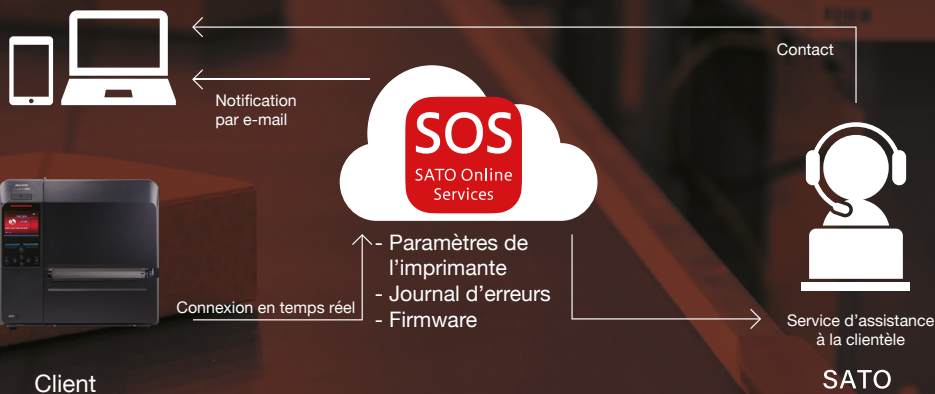 Contact
Notification
par e-mail
SOS
SATO Online
Services
- Paramètres de
l’imprimante
- Journal d’erreurs
- Firmware
Connexion en temps réel
Service d’assistance
à la clientèle
Client
SATO